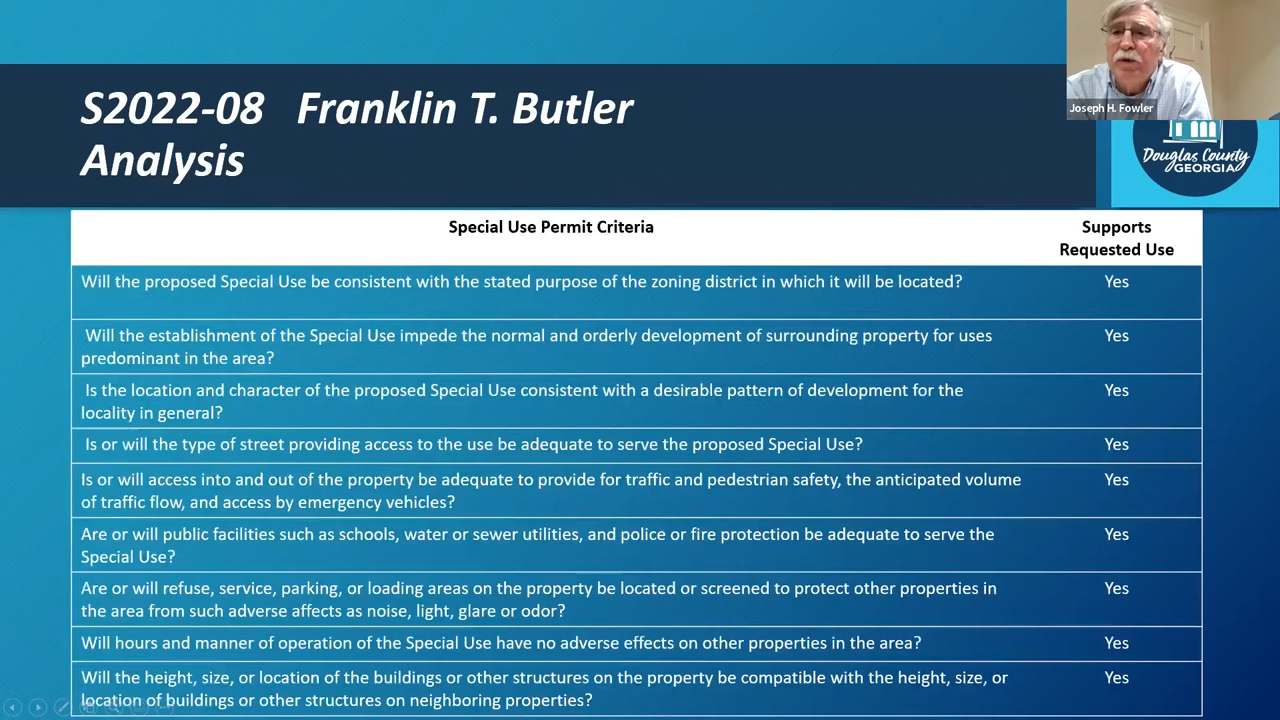 S2022-08 Franklin T. Butler
Analysis
Joseph H. Fowler
Douglas County
GEORGIA
Special Use Permit Criteria
Supports
Requested Use
Will the proposed Special Use be consistent with the stated purpose of the zoning district in which it will be located?
Yes
Will the establishment of the Special Use impede the normal and orderly development of surrounding property for uses
predominant in the area?
Yes
Is the location and character of the proposed Special Use consistent with a desirable pattern of development for the
locality in general?
Yes
Is or will the type of street providing access to the use be adequate to serve the proposed Special Use?
Yes
Is or will access into and out of the property be adequate to provide for traffic and pedestrian safety, the anticipated volume
of traffic flow, and access by emergency vehicles?
Yes
Are or will public facilities such as schools, water or sewer utilities, and police or fire protection be adequate to serve the
Special Use?
Yes
Are or will refuse, service, parking, or loading areas on the property be located or screened to protect other properties in
the area from such adverse affects as noise, light, glare or odor?
Yes
Will hours and manner of operation of the Special Use have no adverse effects on other properties in the area?
Yes
Will the height, size, or location of the buildings or other structures on the property be compatible with the height, size, or
location of buildings or other structures on neighboring properties?
Yes